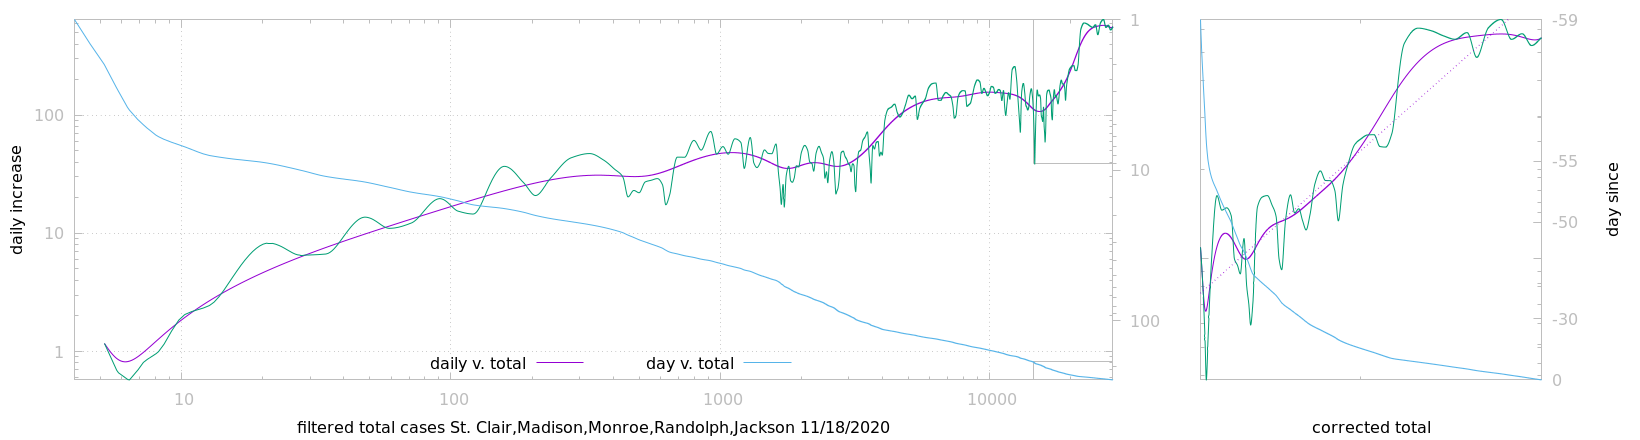 daily increase
100
10
1
10
100
1000
10000
1
10
100
daily v. total
day v. total
filtered total cases St. Clair,Madison,Monroe,Randolph,Jackson 11/18/2020
-59
-55
-50
-30
0
day since
corrected total